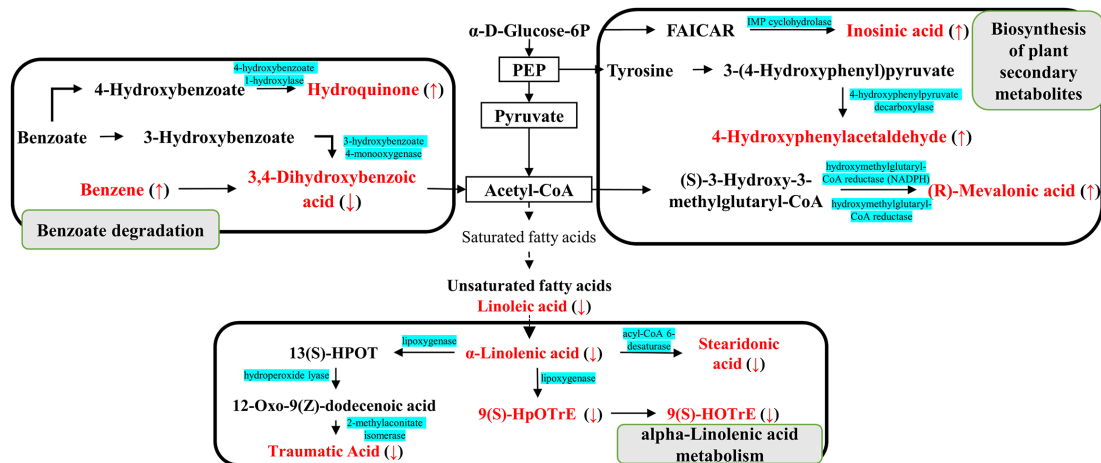 α-D-Glucose-6P
PEP
Pyruvate
Acetyl-CoA
Saturated fatty acids
Unsaturated fatty acids
Linoleic acid (↓)
4-Hydroxybenzoate
4-hydroxybenzoate
1-hydroxylase
Hydroquinone (↑)
Benzoate
3-Hydroxybenzoate
3-hydroxybenzoate
4-monooxygenase
Benzene (↑)
3,4-Dihydroxybenzoic
acid (↓)
Benzoate degradation
FAICAR
IMP cyclohydrolase
Inosinic acid (↑)
Biosynthesis
of plant
secondary
metabolites
Tyrosine
3-(4-Hydroxyphenyl)pyruvate
4-hydroxyphenylpyruvate
decarboxylase
4-Hydroxyphenylacetaldehyde (↑)
(S)-3-Hydroxy-3-
methylglutaryl-CoA
hydroxymethylglutaryl-
CoA reductase (NADPH)
hydroxymethylglutaryl-
CoA reductase
(R)-Mevalonic acid (↑)
13(S)-HPOT
lipoxygenase
α-Linolenic acid (↓)
acyl-CoA 6-
desaturase
Stearidonic
acid (↓)
hydroperoxide lyase
lipoxygenase
12-Oxo-9(Z)-dodecenoic acid
9(S)-HpOTrE (↓)
9(S)-HOTrE (↓)
2-methylaconitate
isomerase
Traumatic Acid (↓)
alpha-Linolenic acid
metabolism